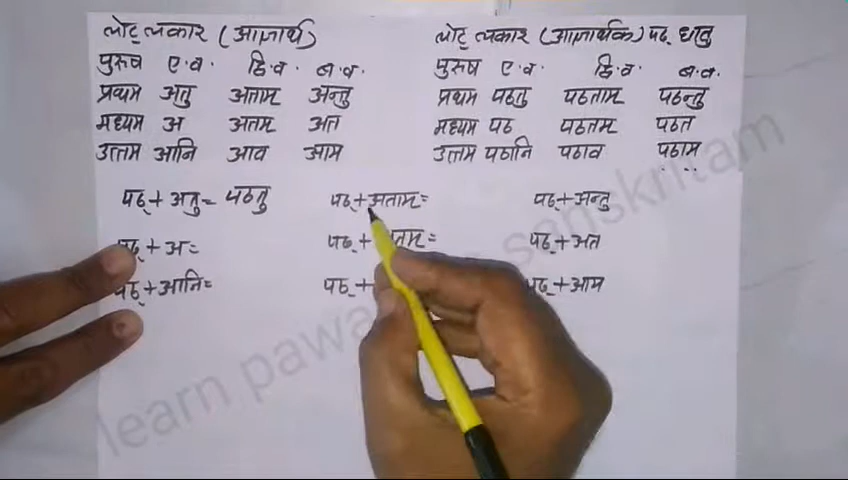 लोट् लकार (आज्ञार्थ)
पुरुष ए.व. द्वि.व. ब.व.
प्रथम अतु अताम् अन्तु
मध्यम अ अतम् अत
उत्तम आनि आव आम
लोट् लकार (आज्ञार्थक) पठ् धातु
पुरुष ए.व. द्वि.व. ब.व.
प्रथम पठतु पठताम् पठन्तु
मध्यम पठ पठतम् पठत
उत्तम पठानि पठाव पठाम
पठ् + अतु = पठतु पठ् + अताम् = पठ् + अन्तु
पठ् + अ = पठ् + अतम् = पठ् + अत
पठ् + आनि = पठ् + पठ् + आम
learn pawan sanskritam